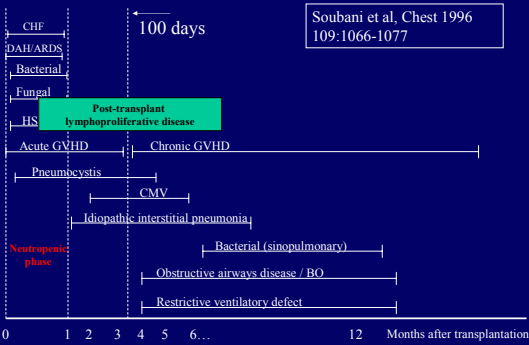 CHF
100 days
Soubani et al, Chest 1996
109:1066-1077
DAH/ARDS
Bacterial
Fungal
Post-transplant
lymphoproliferative disease
HS
Acute GVHD
Chronic GVHD
Pneumocystis
CMV
Idiopathic interstitial pneumonia
Neutropenic
phase
Bacterial (sinopulmonary)
Obstructive airways disease / BO
Restrictive ventilatory defect
0 1 2 3 4 5 6... 12 Months after transplantation